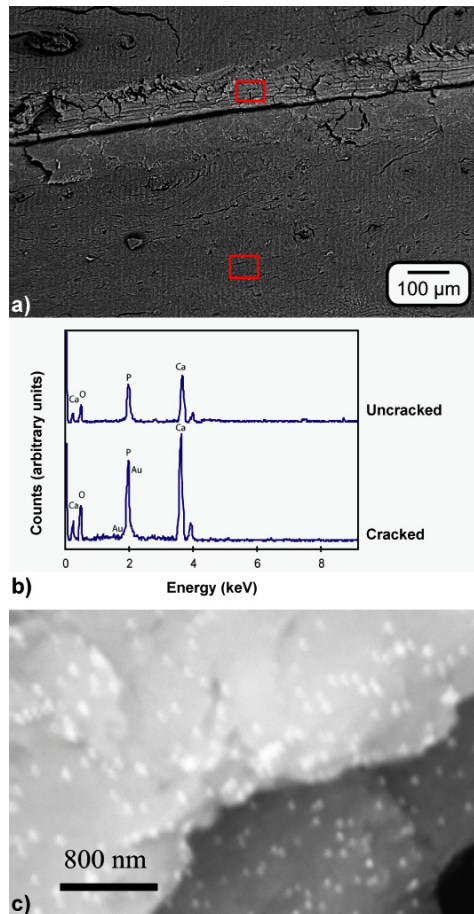 100 µm
a)
Counts (arbitrary units)
Ca O P Ca
Uncracked
Ca O Au P Au Ca
Cracked
0 2 4 6 8
b) Energy (keV)
800 nm
c)